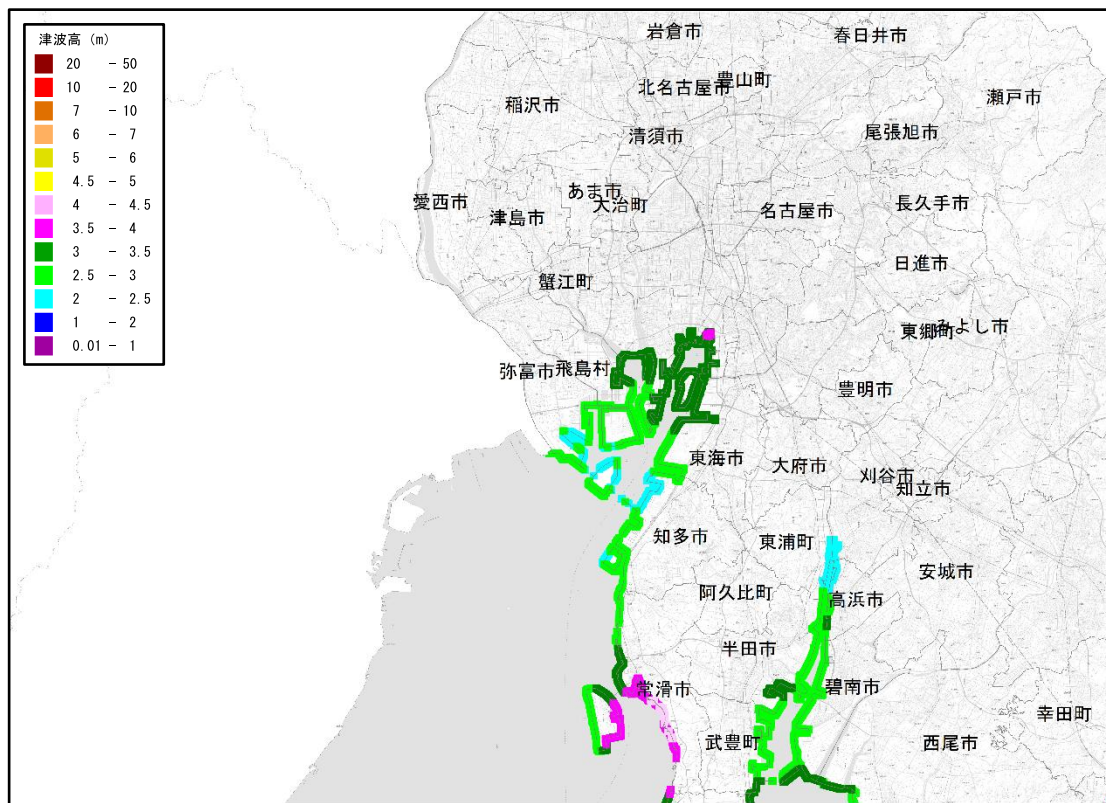 津波高 (m)
20 - 50
10 - 20
7 - 10
6 - 7
5 - 6
4.5 - 5
4 - 4.5
3.5 - 4
3 - 3.5
2.5 - 3
2 - 2.5
1 - 2
0.01 - 1
岩倉市
春日井市
北名古屋市
豊山町
瀬戸市
稲沢市
清須市
尾張旭市
あま市
大治町
愛西市
津島市
名古屋市
長久手市
日進市
蟹江町
東郷町
みよし市
弥富市
飛島村
豊明市
東海市
大府市
刈谷市
知立市
知多市
東浦町
安城市
阿久比町
高浜市
半田市
常滑市
碧南市
幸田町
武豊町
西尾市